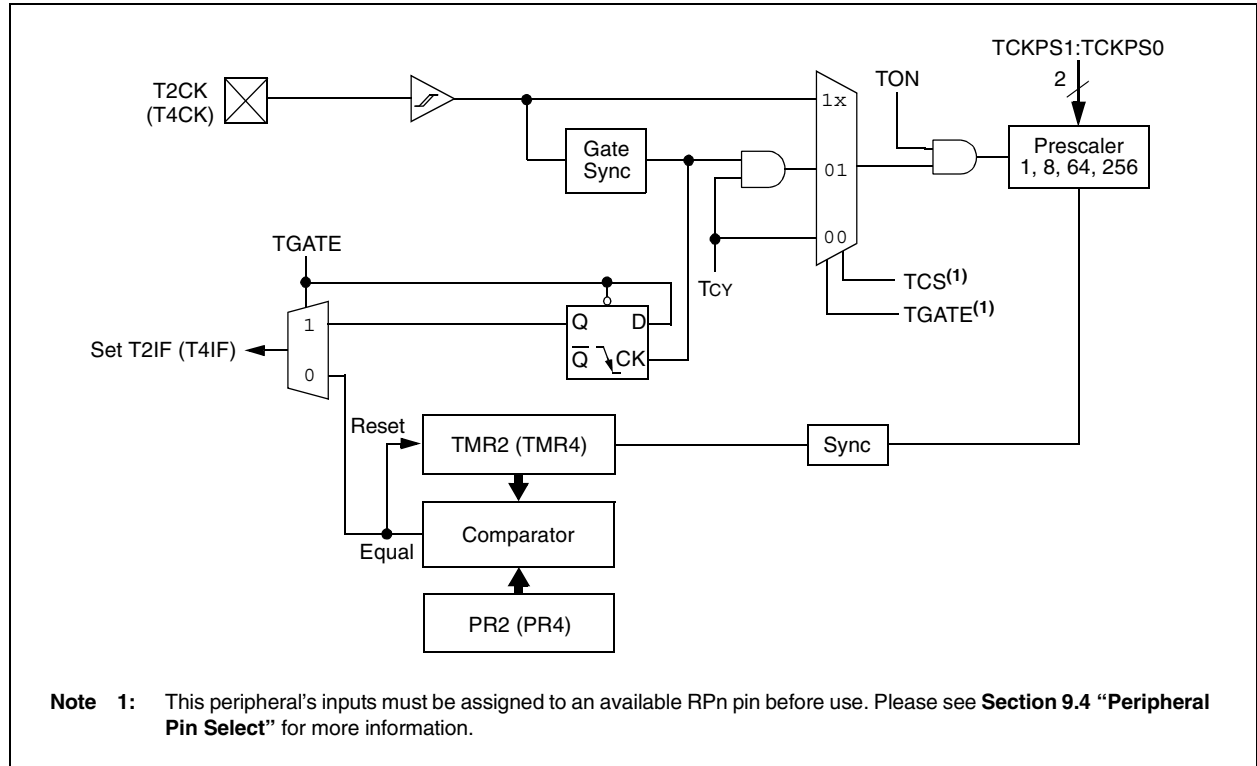 TCKPS1:TCKPS0
2
T2CK
(T4CK)
TON
1x
Gate
Sync
01
Prescaler
1, 8, 64, 256
00
TGATE
TCY
TCS(1)
TGATE(1)
1
Q
D
Set T2IF (T4IF)
Q
CK
0
Reset
TMR2 (TMR4)
Sync
Comparator
Equal
PR2 (PR4)
Note 1: This peripheral's inputs must be assigned to an available RPn pin before use. Please see Section 9.4 “Peripheral
Pin Select” for more information.